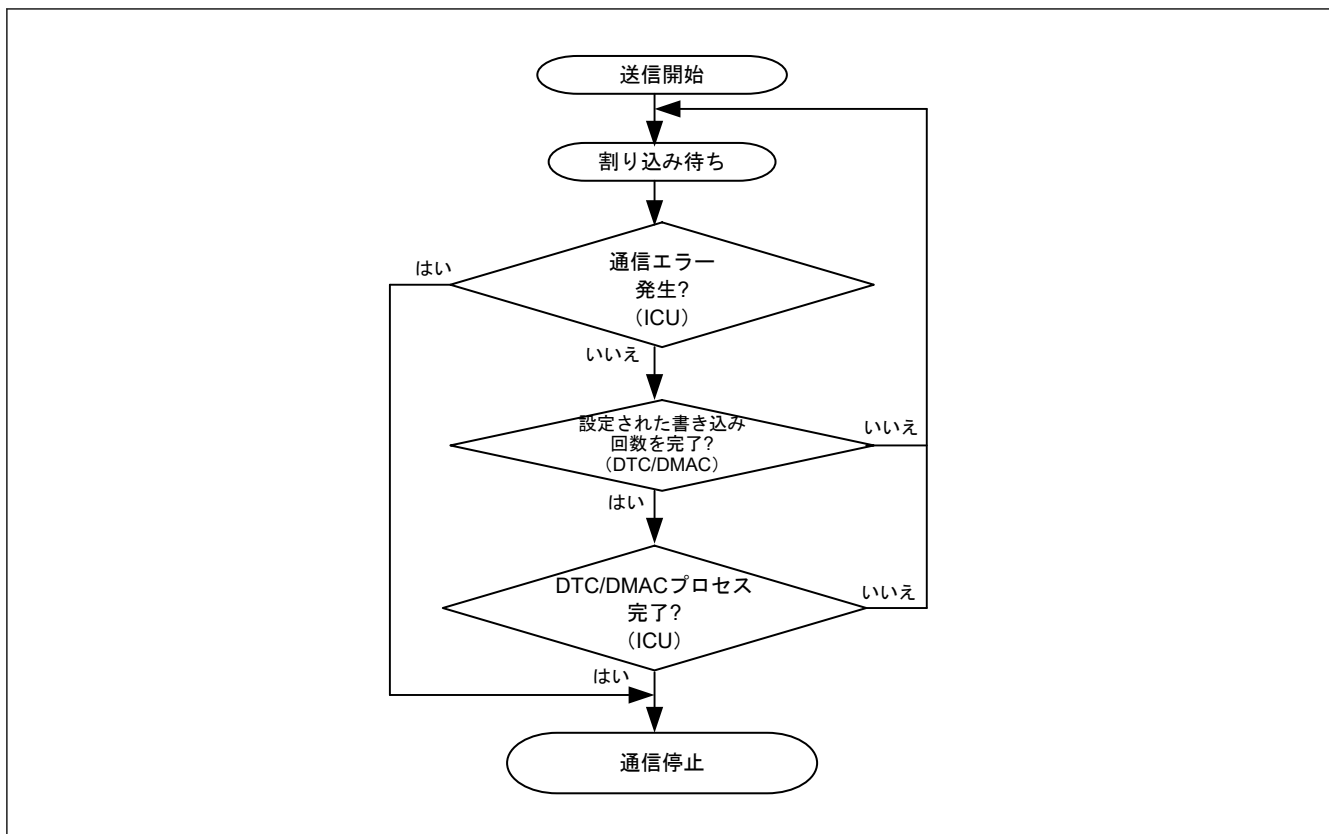 送信開始
割り込み待ち
はい
通信エラー
発生?
（ICU）
いいえ
設定された書き込み
回数を完了?
（DTC/DMAC）
いいえ
はい
DTC/DMACプロセス
完了?
（ICU）
いいえ
はい
通信停止